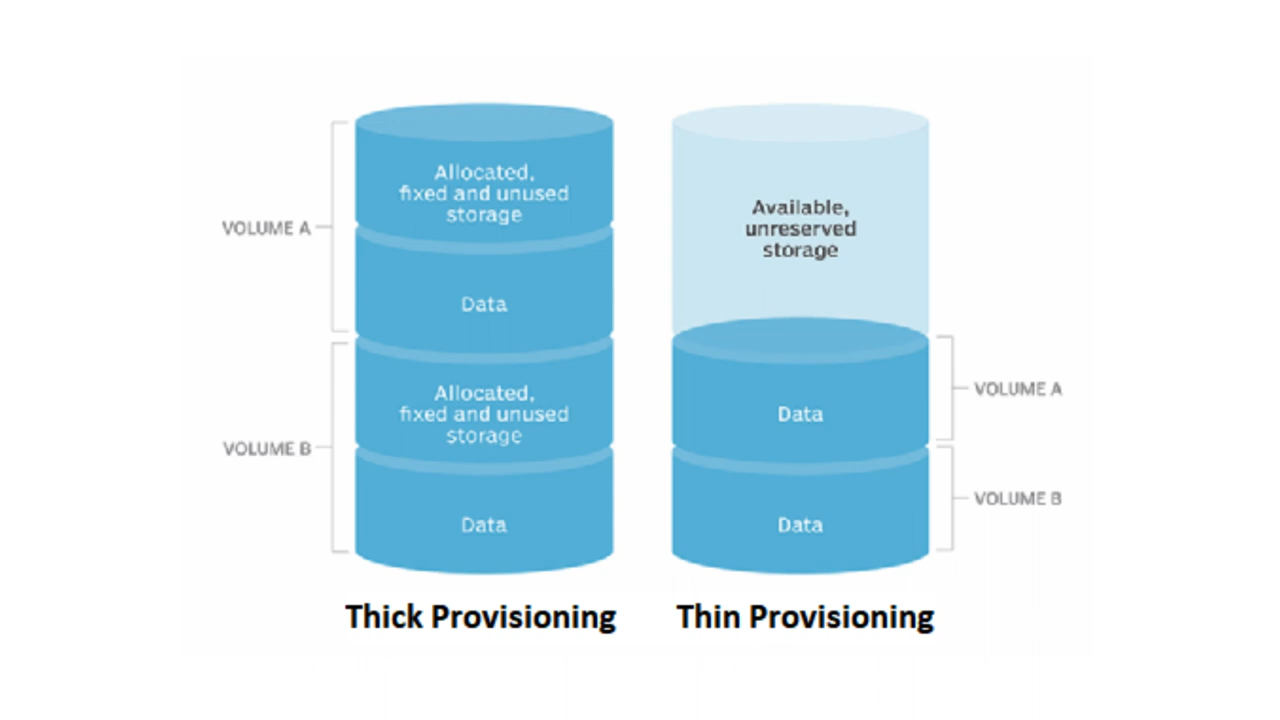 VOLUME A
Allocated,
fixed and unused
storage
Data
VOLUME B
Allocated,
fixed and unused
storage
Data
Thick Provisioning
Available,
unreserved
storage
Data
VOLUME A
Data
VOLUME B
Thin Provisioning